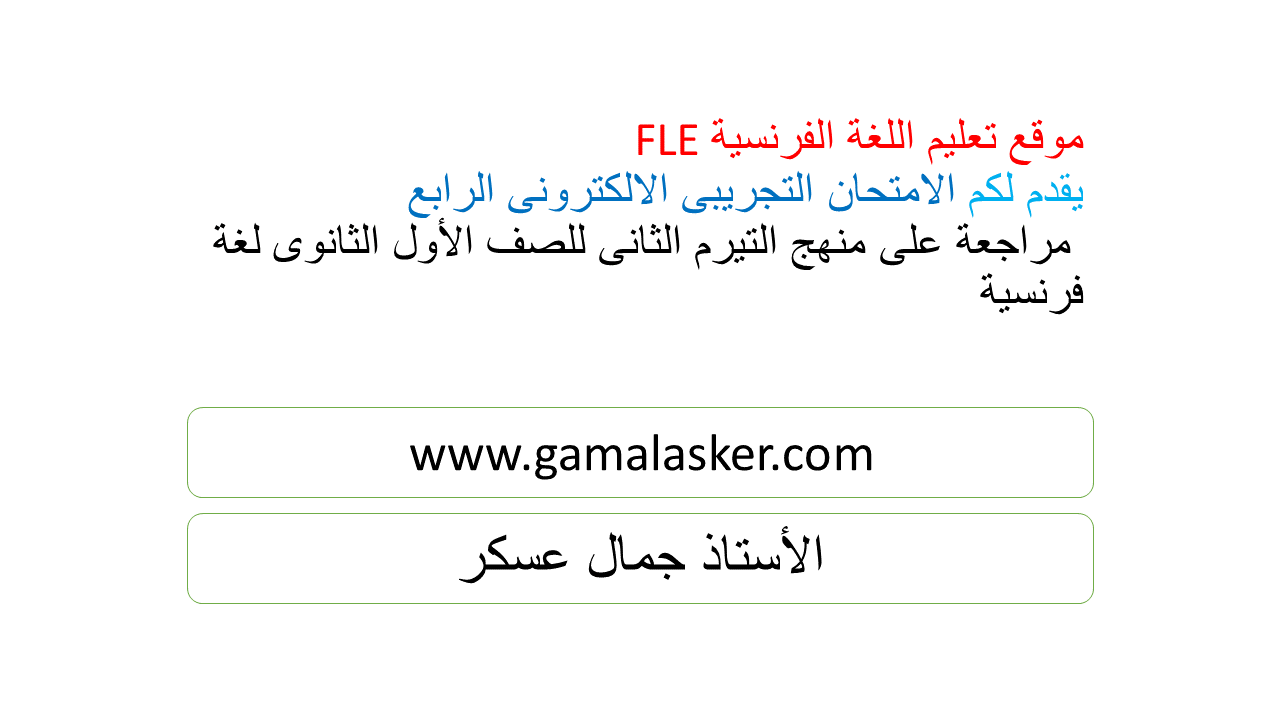 موقع تعليم اللغة الفرنسية FLE
يقدم لكم الامتحان التجريبى الالكترونى الرابع
مراجعة على منهج التيرم الثانى للصف الأول الثانوى لغة
فرنسية
www.gamalasker.com
الأستاذ جمال عسكر